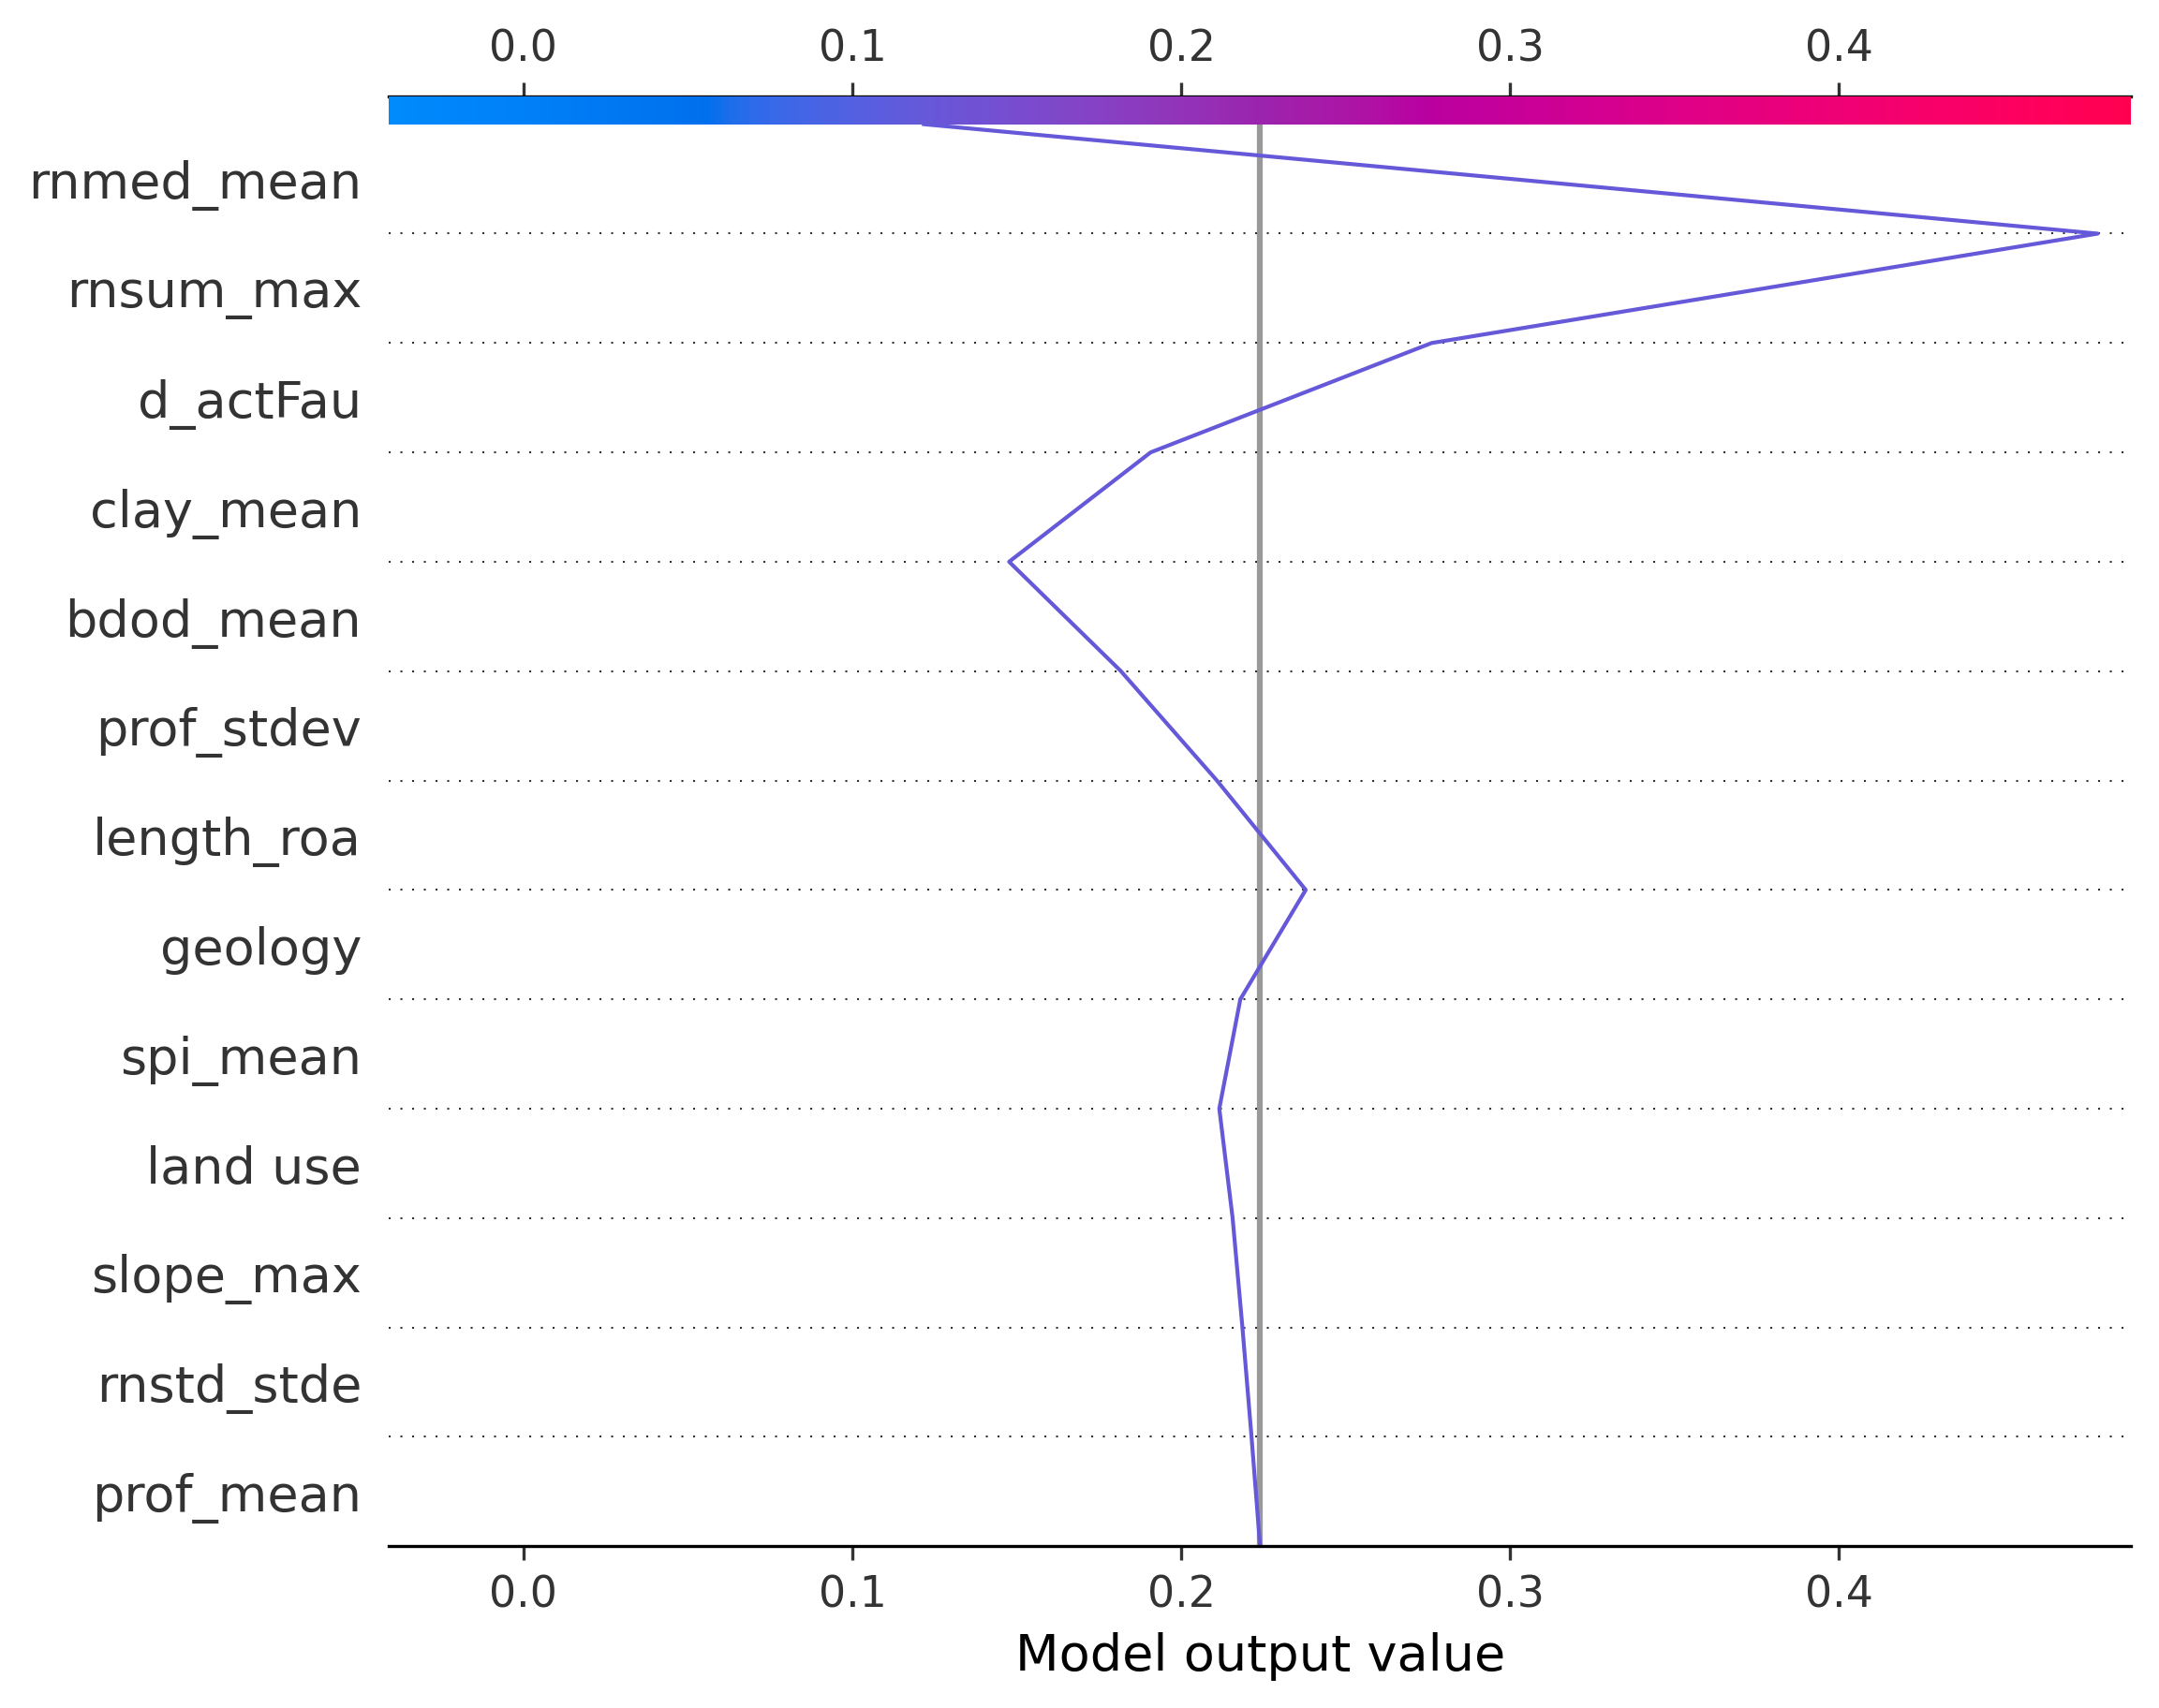 0.0 0.1 0.2 0.3 0.4
rnmed_mean
rnsum_max
d_actFau
clay_mean
bdod_mean
prof_stdev
length_roa
geology
spi_mean
land use
slope_max
rnstd_stde
prof_mean
0.0 0.1 0.2 0.3 0.4
Model output value